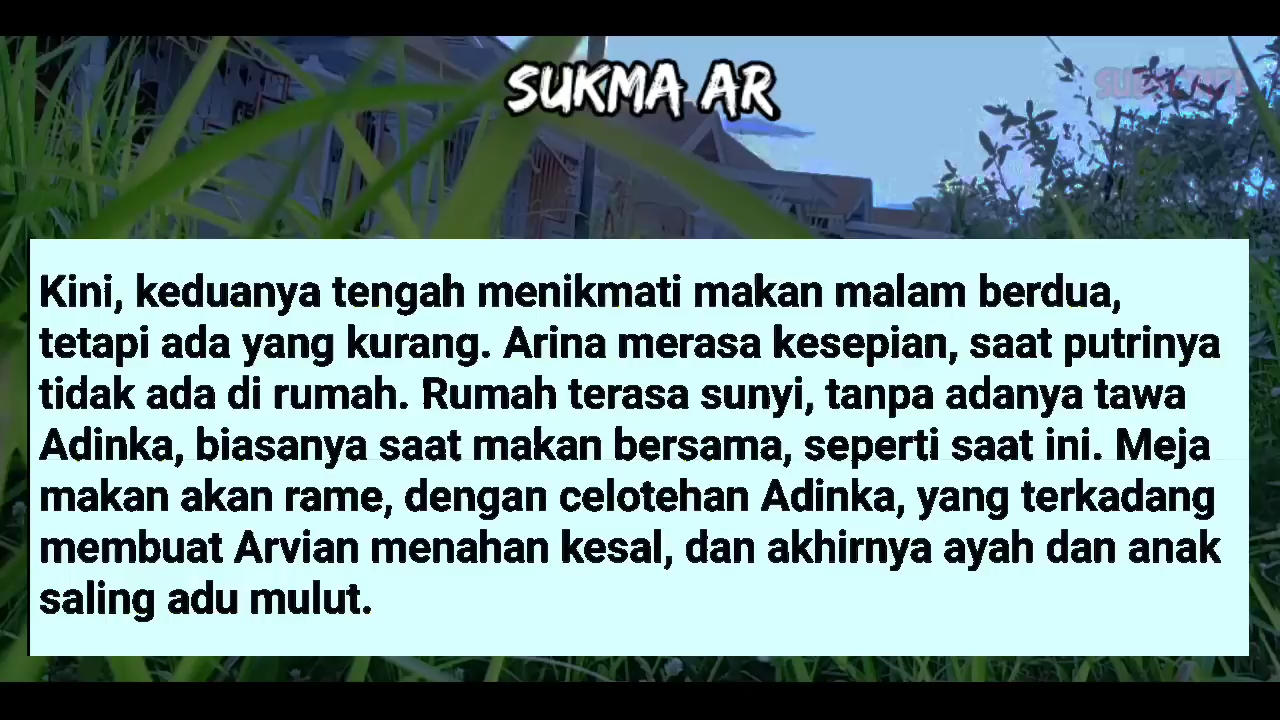 SUKMA AR
SUBSCRIBE
Kini, keduanya tengah menikmati makan malam berdua,
tetapi ada yang kurang. Arina merasa kesepian, saat putrinya
tidak ada di rumah. Rumah terasa sunyi, tanpa adanya tawa
Adinka, biasanya saat makan bersama, seperti saat ini. Meja
makan akan rame, dengan celotehan Adinka, yang terkadang
membuat Arvian menahan kesal, dan akhirnya ayah dan anak
saling adu mulut.